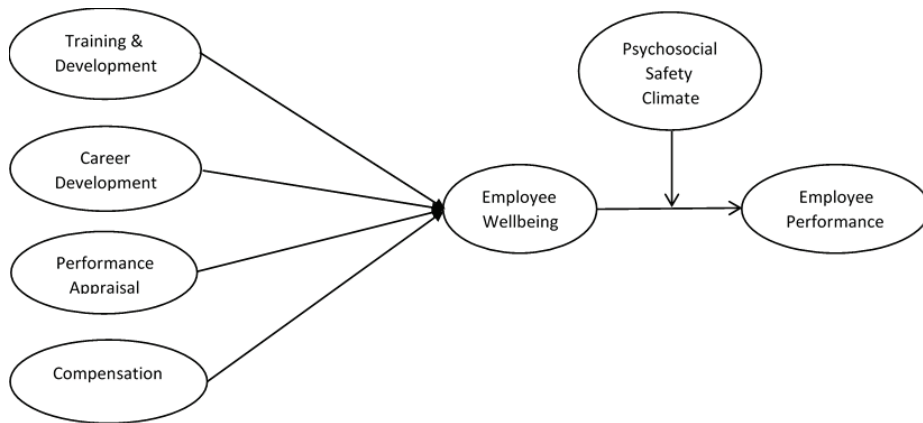 Training &
Development
Career
Development
Performance
Appraisal
Compensation
Employee
Wellbeing
Psychosocial
Safety
Climate
Employee
Performance